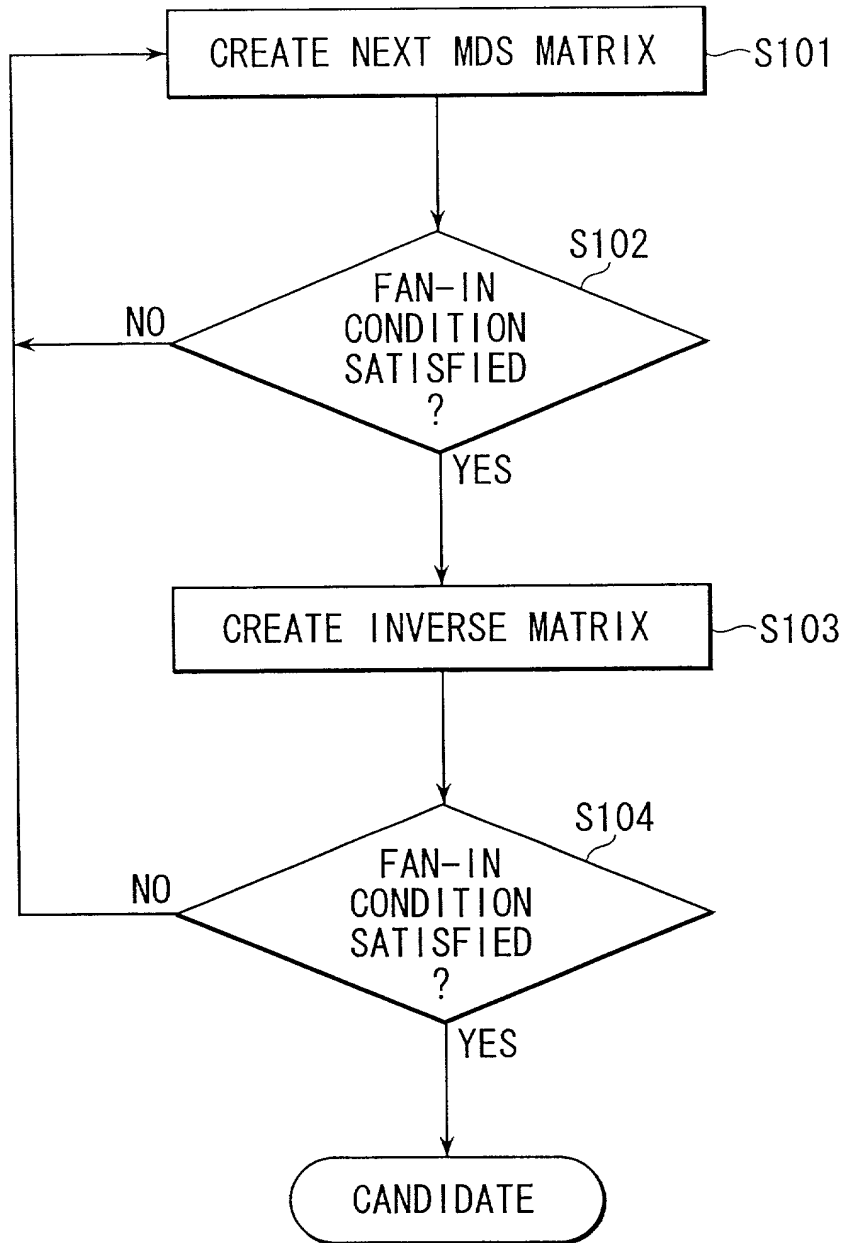 CREATE NEXT MDS MATRIX
S101
S102
FAN-IN
CONDITION
SATISFIED
?
NO
YES
CREATE INVERSE MATRIX
S103
S104
FAN-IN
CONDITION
SATISFIED
?
NO
YES
CANDIDATE